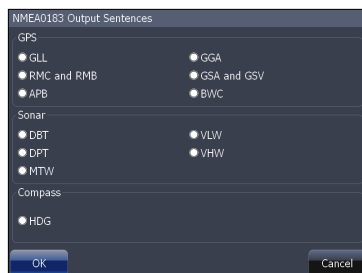 NMEA0183 Output Sentences
GPS
GLL GGA
RMC and RMB GSA and GSV
APB BWC
Sonar
DBT VLW
DPT VHW
MTW
Compass
HDG
OK Cancel